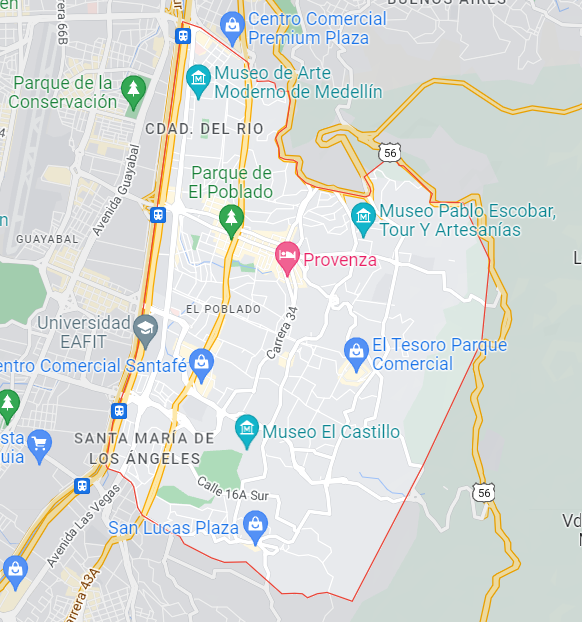 BUENOS AIRES
en
Sur
Carrera 66B
Centro Comercial
Premium Plaza
Parque de la
Conservación
Museo de Arte
Moderno de Medellín
CDAD. DEL RIO
56
Avenida Guayabal
Parque de
El Poblado
Museo Pablo Escobar,
Tour Y Artesanías
GUAYABAL
Provenza
EL POBLADO
Carrera 34
Universidad
EAFIT
El Tesoro Parque
Comercial
entro Comercial Santafé
Museo El Castillo
SANTA MARÍA DE
LOS ÁNGELES
sta
uia
Calle 16A Sur
56
San Lucas Plaza
Avenida Las Vegas
Carrera 43A
Vd